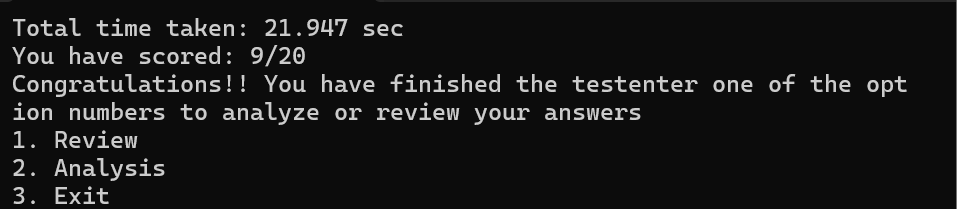 Total time taken: 21.947 sec
You have scored: 9/20
Congratulations!! You have finished the testenter one of the opt
ion numbers to analyze or review your answers
1. Review
2. Analysis
3. Exit